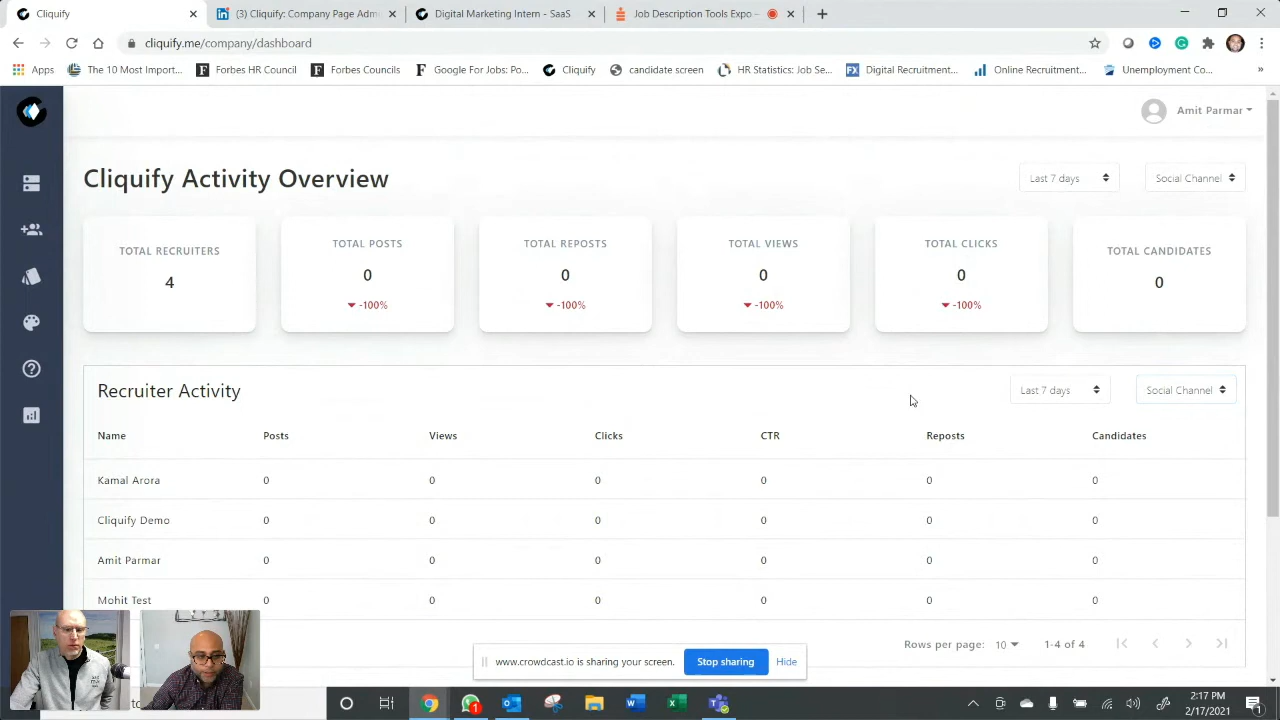 Cliquify
(3) Cliquify: Company Page Adm
Digital Marketing Intern - SaaS
Job Description Tools Expo -
cliquify.me/company/dashboard
Apps
The 10 Most Import...
Forbes HR Council
Forbes Councils
Google For Jobs,...
Cliquify
candidate screen
HR Statistics: Job Se...
Digital Recruitment...
Online Recruitment...
Unemployment Co...
»
Amit Parmar
Cliquify Activity Overview
Last 7 days
Social Channel
TOTAL RECRUITERS
4
TOTAL POSTS
0
-100%
TOTAL REPOSTS
0
-100%
TOTAL VIEWS
0
-100%
TOTAL CLICKS
0
-100%
TOTAL CANDIDATES
0
Recruiter Activity
Last 7 days
Social Channel
Name Posts Views Clicks CTR Reposts Candidates
Kamal Arora 0 0 0 0 0 0
Cliquify Demo 0 0 0 0 0 0
Amit Parmar 0 0 0 0 0 0
Mohit Test 0 0 0 0 0 0
Rows per page: 10 1-4 of 4
www.crowdcast.io is sharing your screen. Stop sharing Hide
2:17 PM
2/17/2021